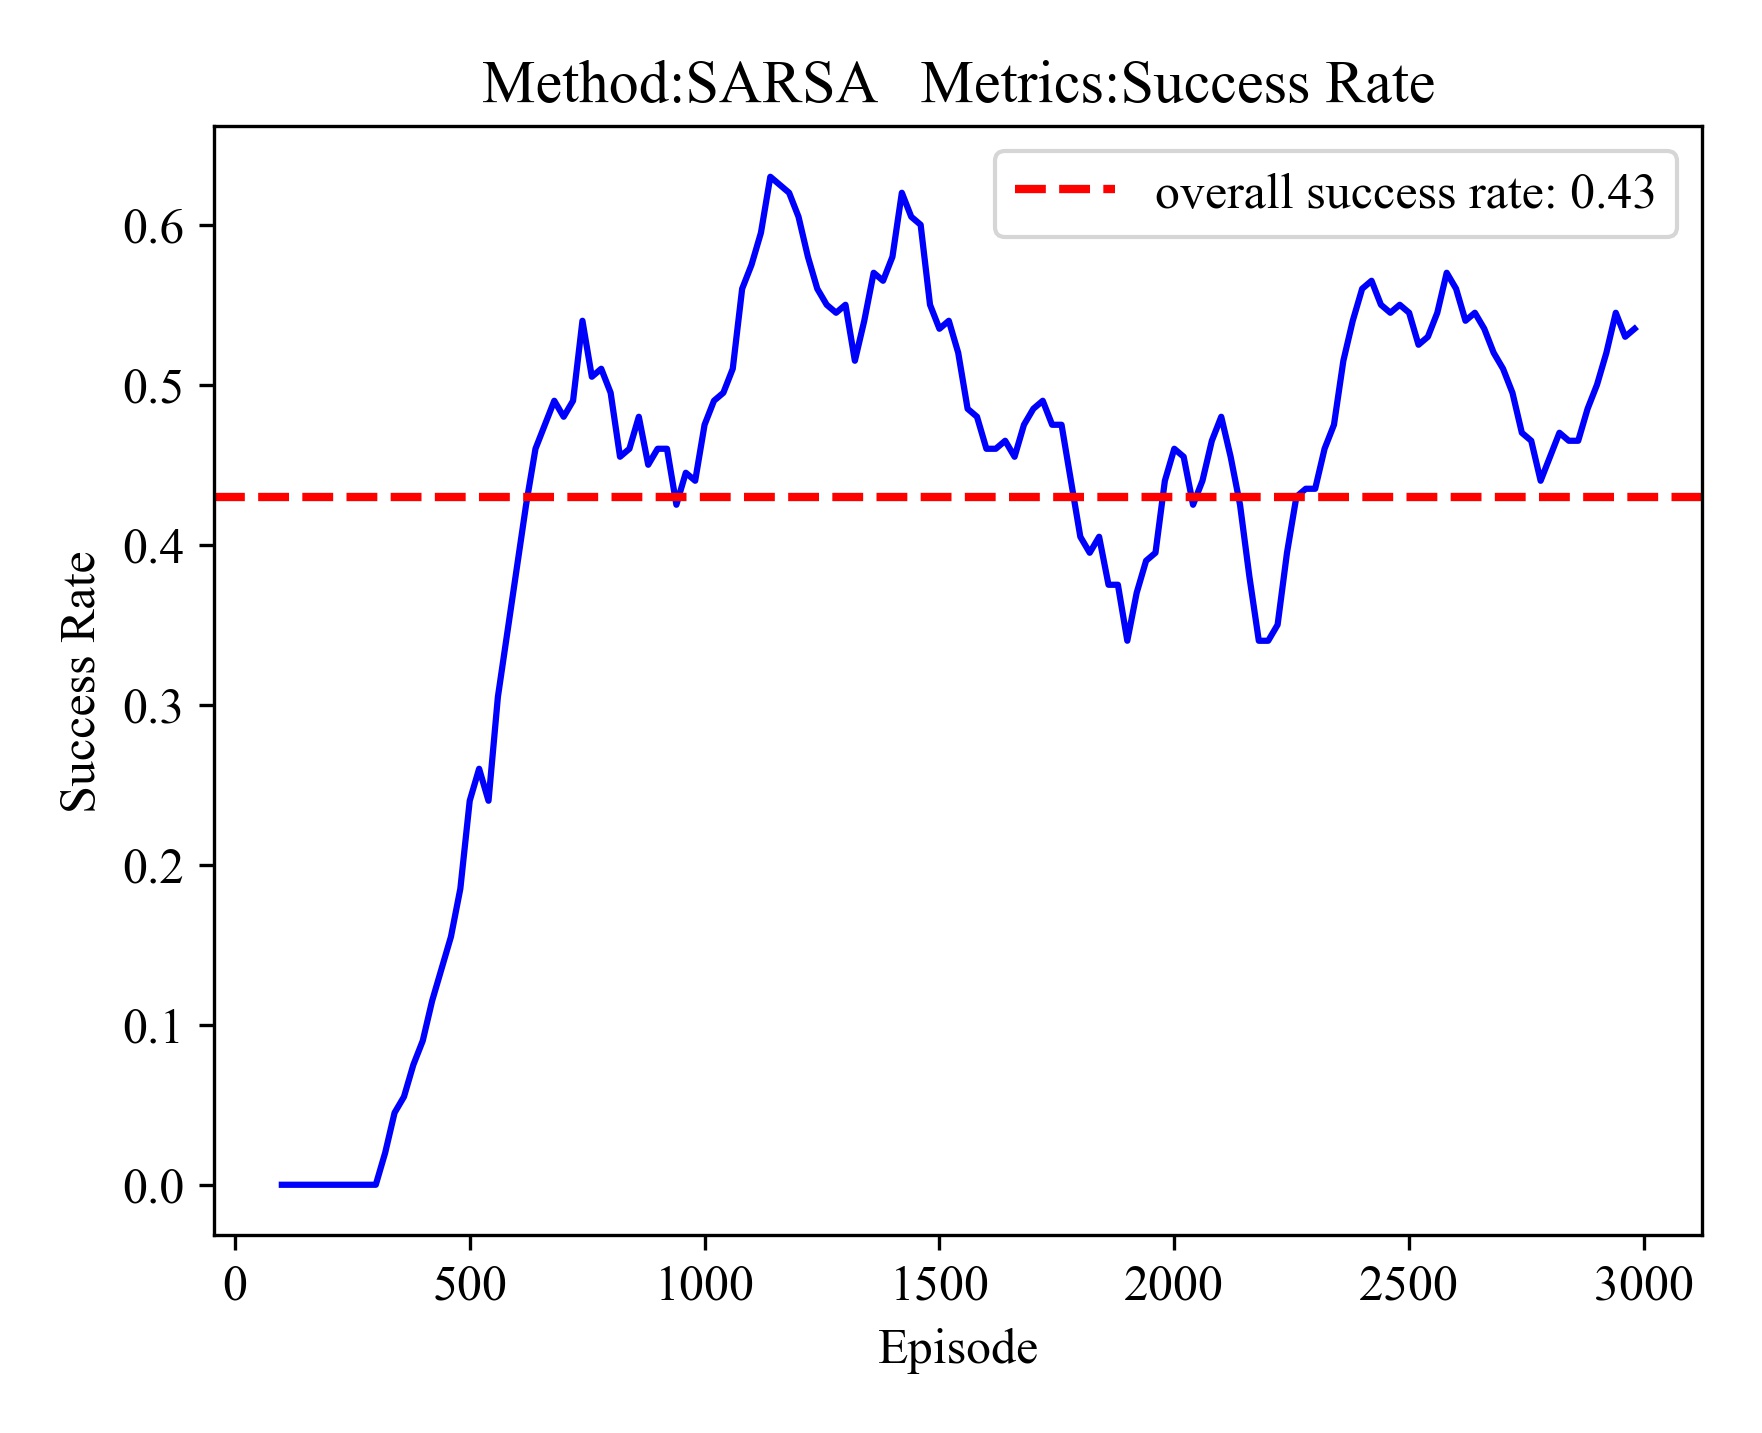 Method:SARSA   Metrics:Success Rate
overall success rate: 0.43
Success Rate
0.6
0.5
0.4
0.3
0.2
0.1
0.0
0 500 1000 1500 2000 2500 3000
Episode